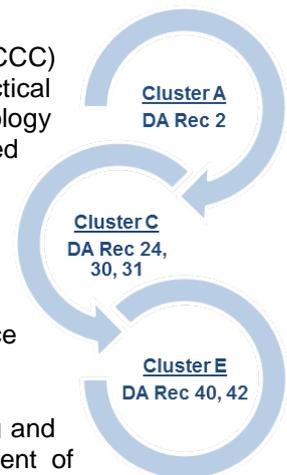 CCC)
ctical
ology
ed
ce
g and
ent of
Cluster A
DA Rec 2
Cluster C
DA Rec 24,
30, 31
Cluster E
DA Rec 40, 42